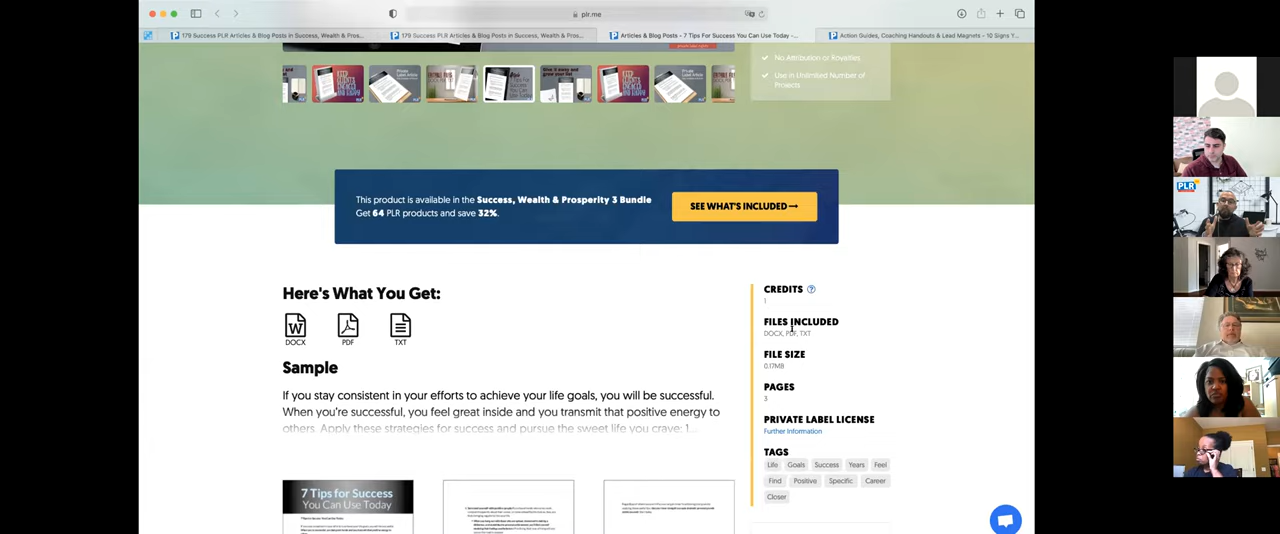 plr.me
179 Success PLR Articles & Blog Posts in Success, Wealth & Pros...
179 Success PLR Articles & Blog Posts in Success, Wealth & Pros...
Articles & Blog Posts - 7 Tips For Success You Can Use Today -...
Action Guides, Coaching Handouts & Lead Magnets - 10 Signs Y...
No Attribution or Royalties
Use in Unlimited Number of
Projects
This product is available in the Success, Wealth & Prosperity 3 Bundle
Get 64 PLR products and save 32%.
SEE WHAT'S INCLUDED→
Here's What You Get:
DOCX
PDF
TXT
Sample
If you stay consistent in your efforts to achieve your life goals, you will be successful.
When you're successful, you feel great inside and you transmit that positive energy to
others. Apply these strategies for success and pursue the sweet life you crave: 1...
CREDITS
1
FILES INCLUDED
DOCX, PDF, TXT
FILE SIZE
0.17MB
PAGES
3
PRIVATE LABEL LICENSE
Further Information
TAGS
Life Goals Success Years Feel
Find Positive Specific Career
Closer
7 Tips for Success
You Can Use Today
PLR